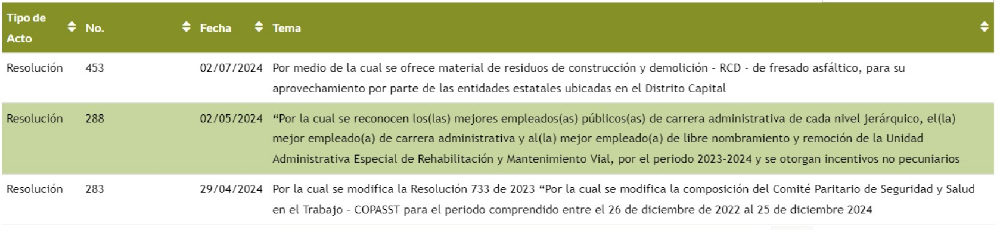 Tipo de
Acto
No.
Fecha
Tema
Resolución 453 02/07/2024 Por medio de la cual se ofrece material de residuos de construcción y demolición - RCD - de fresado asfáltico, para su
aprovechamiento por parte de las entidades estatales ubicadas en el Distrito Capital
Resolución 288 02/05/2024 “Por la cual se reconocen los(las) mejores empleados(as) públicos(as) de carrera administrativa de cada nivel jerárquico, el(la)
mejor empleado(a) de carrera administrativa y al(la) mejor empleado(a) de libre nombramiento y remoción de la Unidad
Administrativa Especial de Rehabilitación y Mantenimiento Vial, por el periodo 2023-2024 y se otorgan incentivos no pecuniarios
Resolución 283 29/04/2024 Por la cual se modifica la Resolución 733 de 2023 “Por la cual se modifica la composición del Comité Paritario de Seguridad y Salud
en el Trabajo - COPASST para el periodo comprendido entre el 26 de diciembre de 2022 al 25 de diciembre 2024